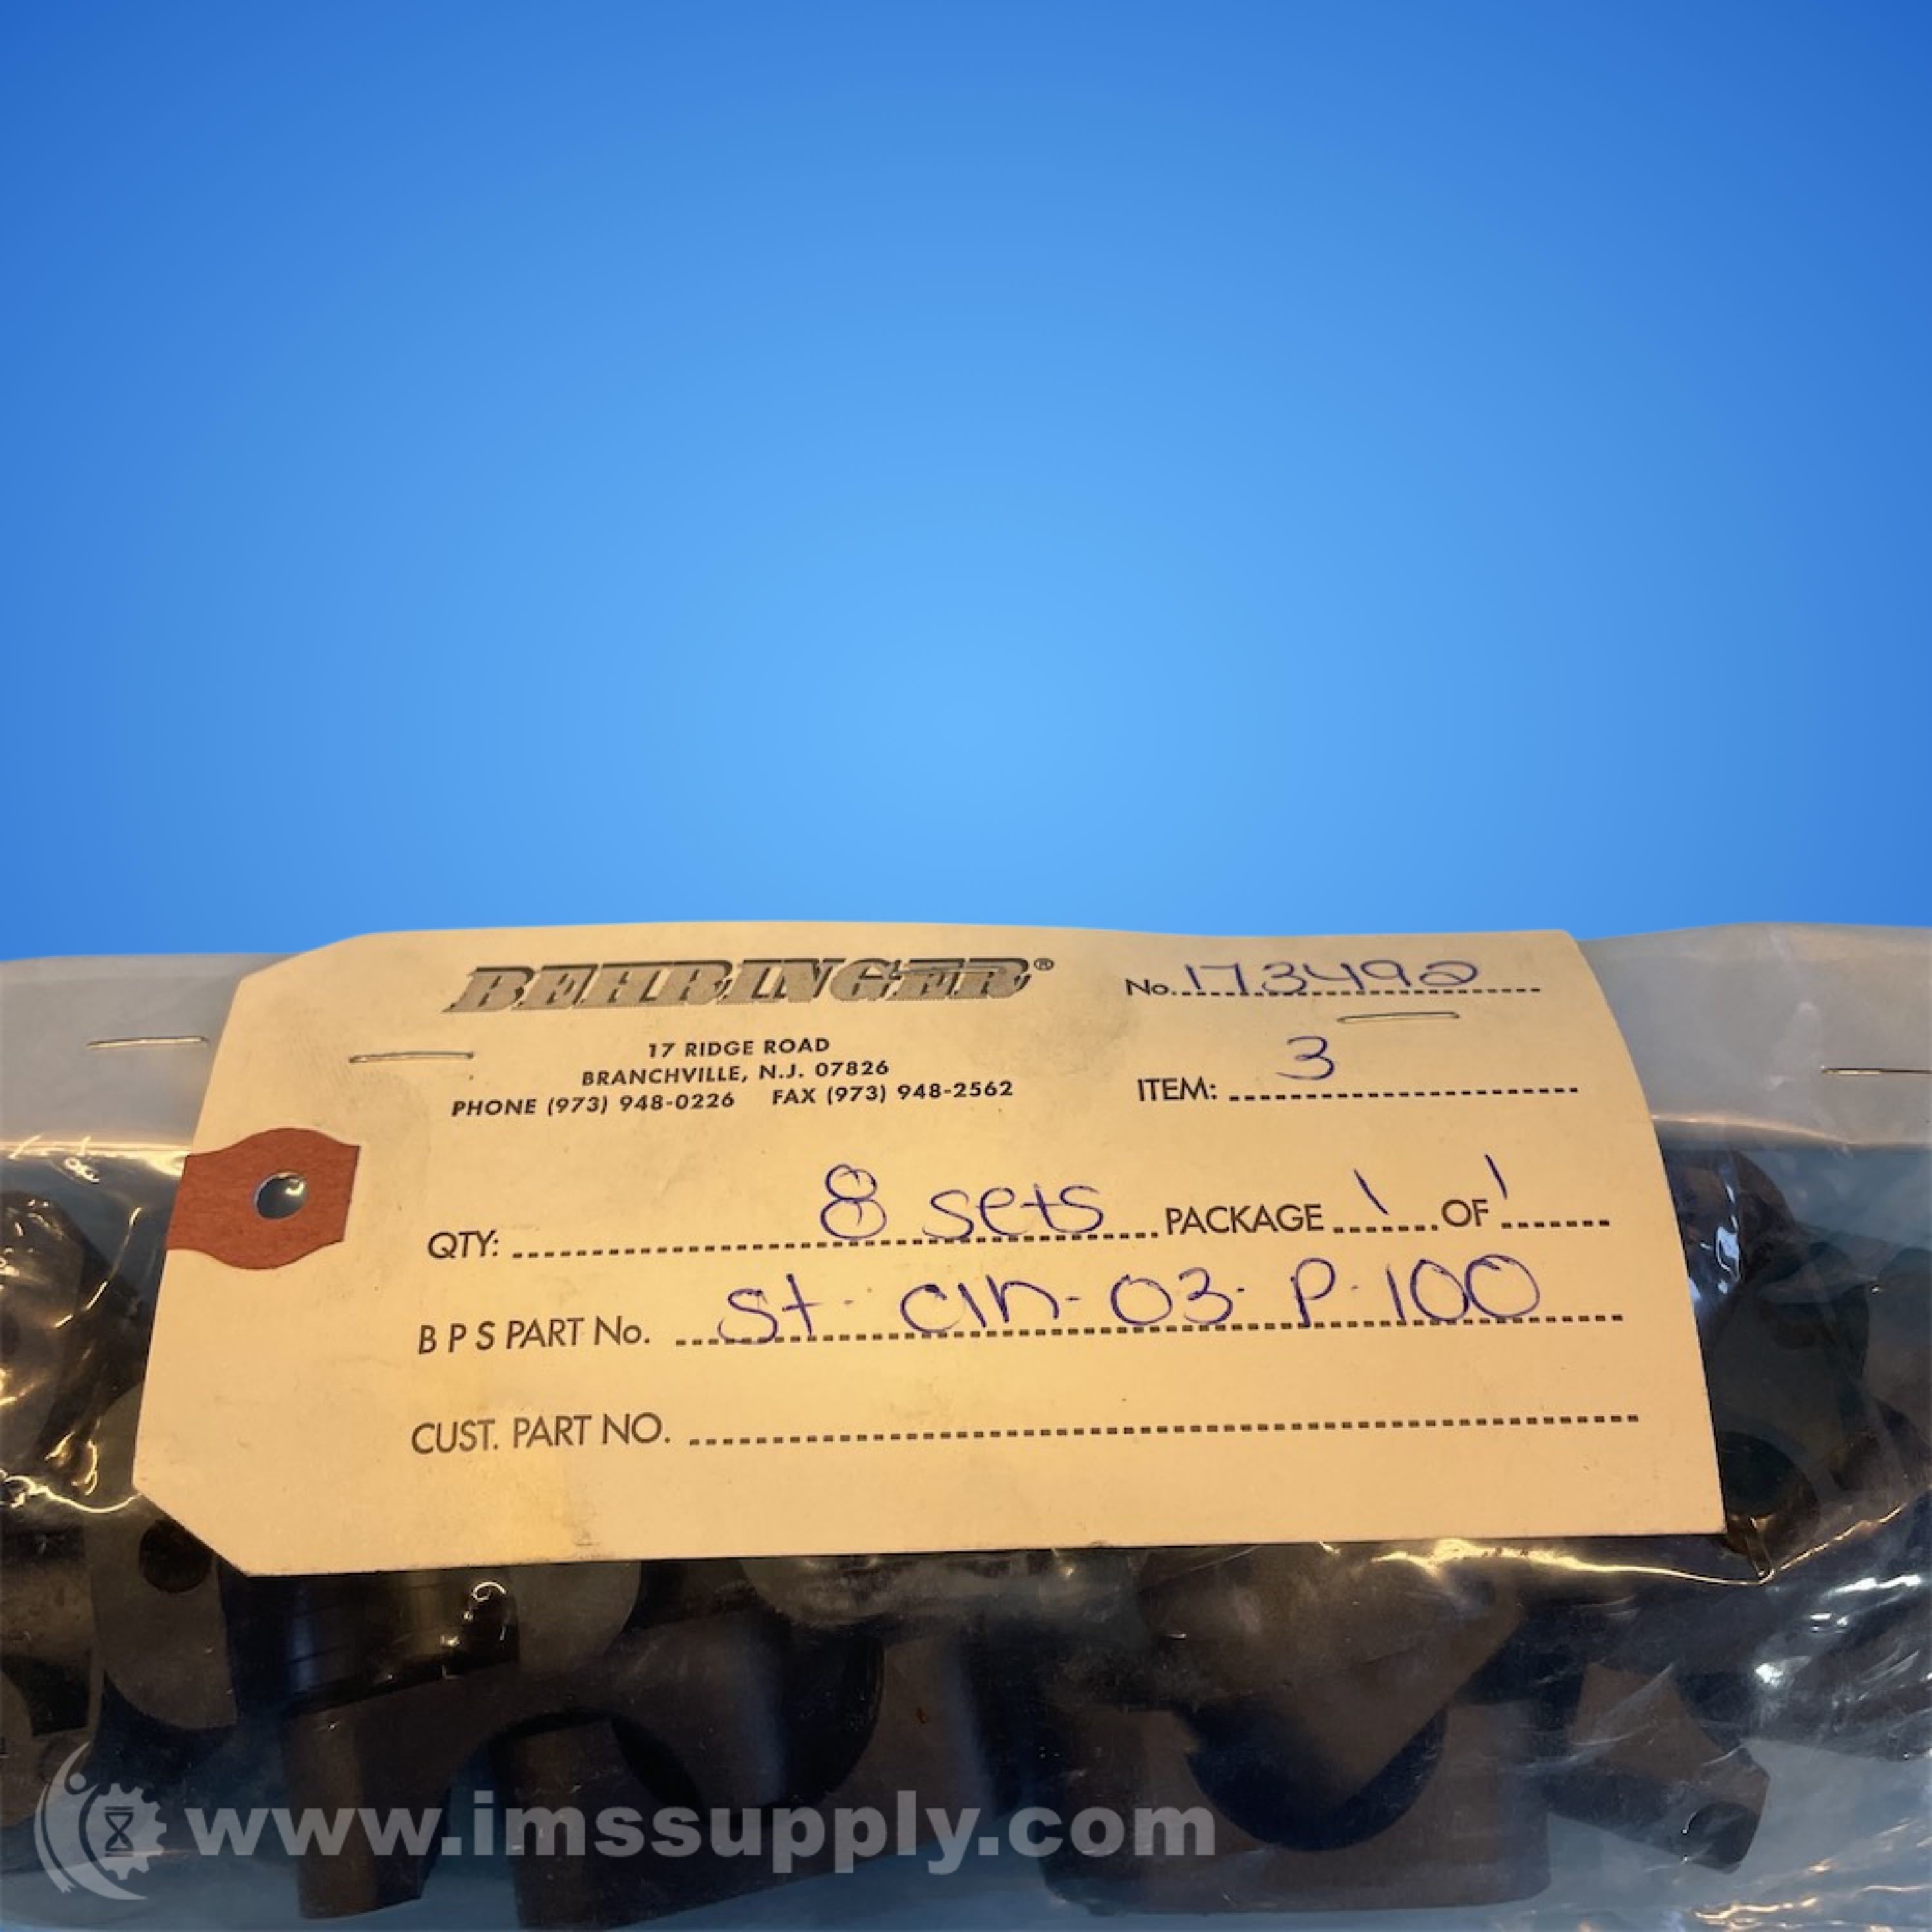 BEHRINGER®
No. 173492
17 RIDGE ROAD
BRANCHVILLE, N.J. 07826
PHONE (973) 948-0226 FAX (973) 948-2562
ITEM: 3
QTY: 8 sets PACKAGE 1 OF 1
B P S PART No. St-Cln-03-P-100
CUST. PART NO.
www.imssupply.com